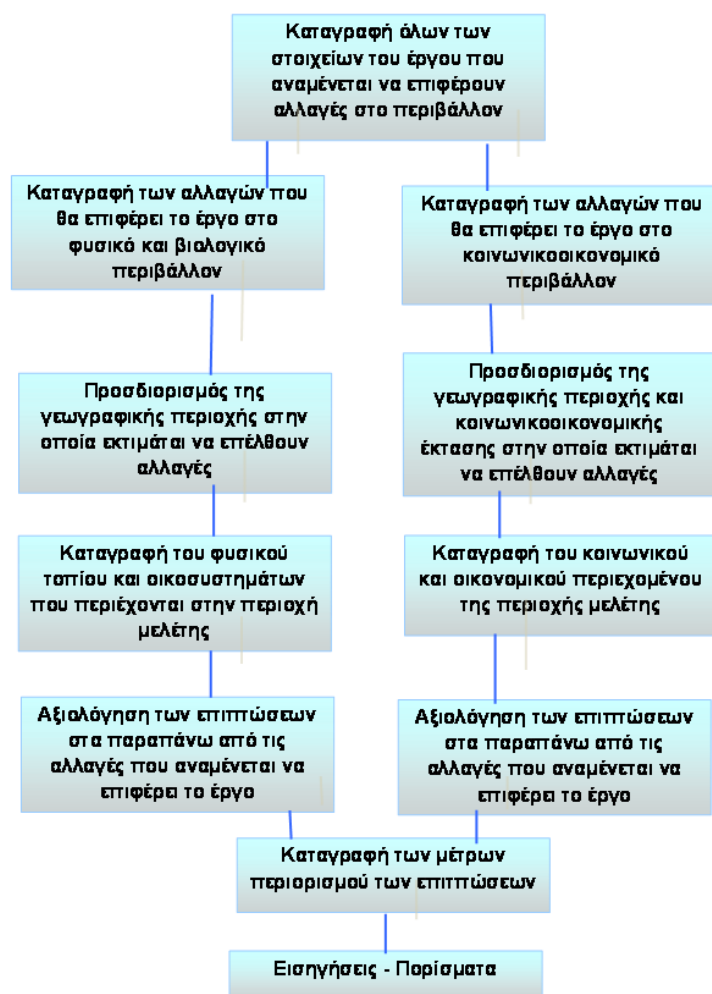 Καταγραφή όλων των
στοιχείων του έργου που
αναμένεται να επιφέρουν
αλλαγές στο περιβάλλον
Καταγραφή των αλλαγών που
θα επιφέρει το έργο στο
φυσικό και βιολογικό
περιβάλλον
Καταγραφή των αλλαγών που
θα επιφέρει το έργο στο
κοινωνικοοικονομικό
περιβάλλον
Προσδιορισμός της
γεωγραφικής περιοχής στην
οποία εκτιμάται να επέλθουν
αλλαγές
Προσδιορισμός της
γεωγραφικής περιοχής και
κοινωνικοοικονομικής
έκτασης στην οποία εκτιμάται
να επέλθουν αλλαγές
Καταγραφή του φυσικού
τοπίου και οικοσυστημάτων
που περιέχονται στην περιοχή
μελέτης
Καταγραφή του κοινωνικού
και οικονομικού περιεχομένου
της περιοχής μελέτης
Αξιολόγηση των επιπτώσεων
στα παραπάνω από τις
αλλαγές που αναμένεται να
επιφέρει το έργο
Αξιολόγηση των επιπτώσεων
στα παραπάνω από τις
αλλαγές που αναμένεται να
επιφέρει το έργο
Καταγραφή των μέτρων
περιορισμού των επιπτώσεων
Εισηγήσεις - Πορίσματα